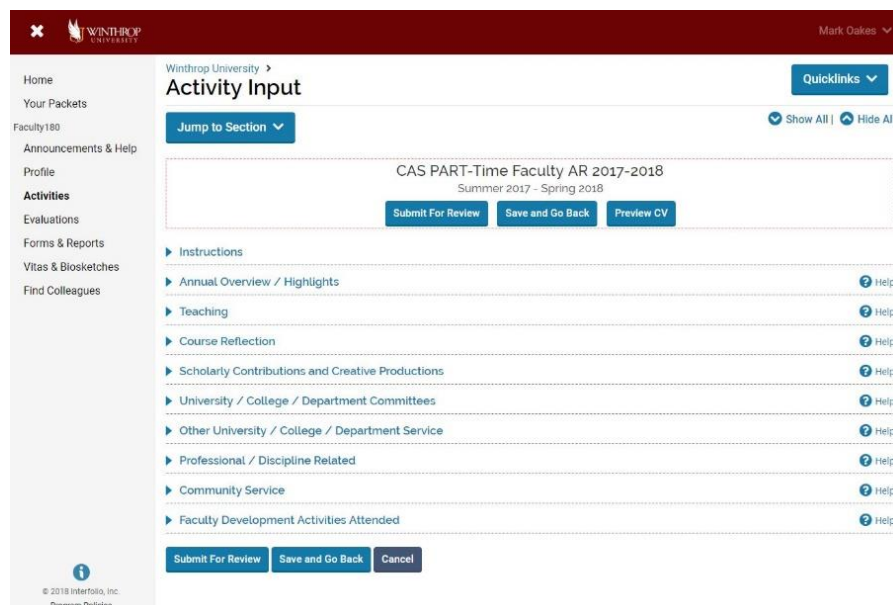 WINTHROP
UNIVERSITY
Mark Oakes
Home
Your Packets
Faculty180
Announcements & Help
Profile
Activities
Evaluations
Forms & Reports
Vitas & Biosketches
Find Colleagues
© 2018 Interfolio, Inc.
Program Policies
Winthrop University >
Activity Input
Quicklinks
Jump to Section
Show All | Hide Al
CAS PART-Time Faculty AR 2017-2018
Summer 2017 - Spring 2018
Submit For Review Save and Go Back Preview CV
Instructions
Annual Overview / Highlights Help
Teaching Help
Course Reflection Help
Scholarly Contributions and Creative Productions Help
University / College / Department Committees Help
Other University / College / Department Service Help
Professional / Discipline Related Help
Community Service Help
Faculty Development Activities Attended Help
Submit For Review Save and Go Back Cancel